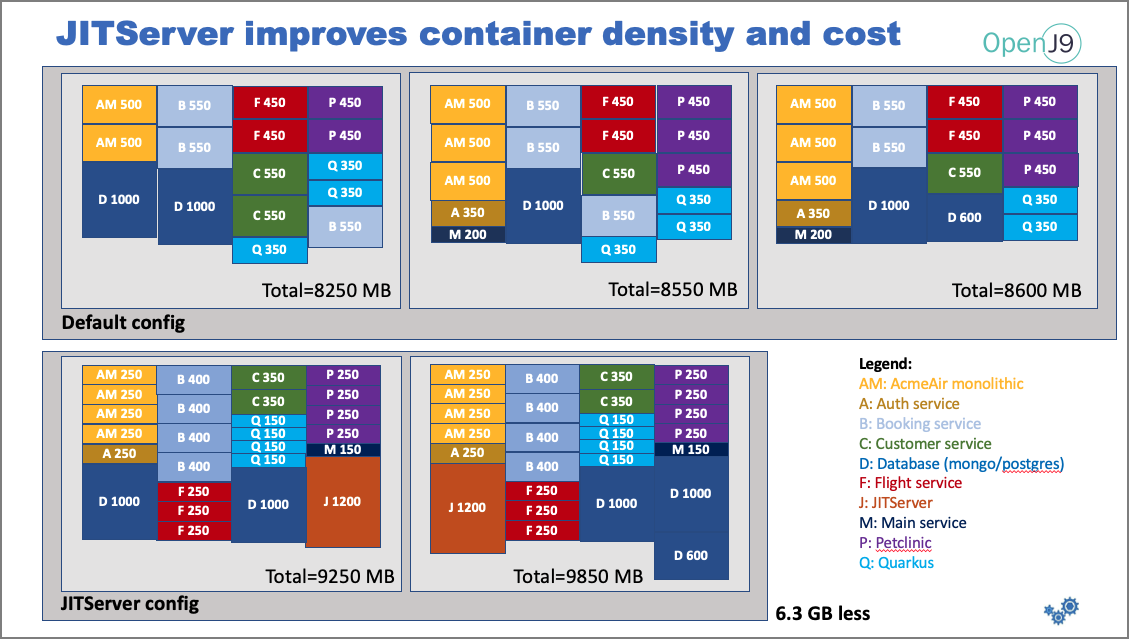 JITServer improves container density and cost
OpenJ9
AM 500
AM 500
D 1000
B 550
B 550
D 1000
F 450
F 450
C 550
C 550
Q 350
P 450
P 450
Q 350
Q 350
B 550
Total=8250 MB
AM 500
AM 500
AM 500
A 350
M 200
B 550
B 550
D 1000
F 450
F 450
C 550
B 550
Q 350
P 450
P 450
P 450
Q 350
Q 350
Total=8550 MB
AM 500
AM 500
AM 500
A 350
M 200
B 550
B 550
D 1000
F 450
F 450
C 550
D 600
P 450
P 450
P 450
Q 350
Q 350
Total=8600 MB
Default config
AM 250
AM 250
AM 250
AM 250
A 250
D 1000
B 400
B 400
B 400
B 400
F 250
F 250
F 250
C 350
C 350
Q 150
Q 150
Q 150
Q 150
D 1000
P 250
P 250
P 250
P 250
M 150
J 1200
Total=9250 MB
AM 250
AM 250
AM 250
AM 250
A 250
J 1200
B 400
B 400
B 400
B 400
F 250
F 250
F 250
C 350
C 350
Q 150
Q 150
Q 150
Q 150
D 1000
P 250
P 250
P 250
P 250
M 150
D 1000
D 600
Total=9850 MB
JITServer config
Legend:
AM: AcmeAir monolithic
A: Auth service
B: Booking service
C: Customer service
D: Database (mongo/postgres)
F: Flight service
J: JITServer
M: Main service
P: Petclinic
Q: Quarkus
6.3 GB less